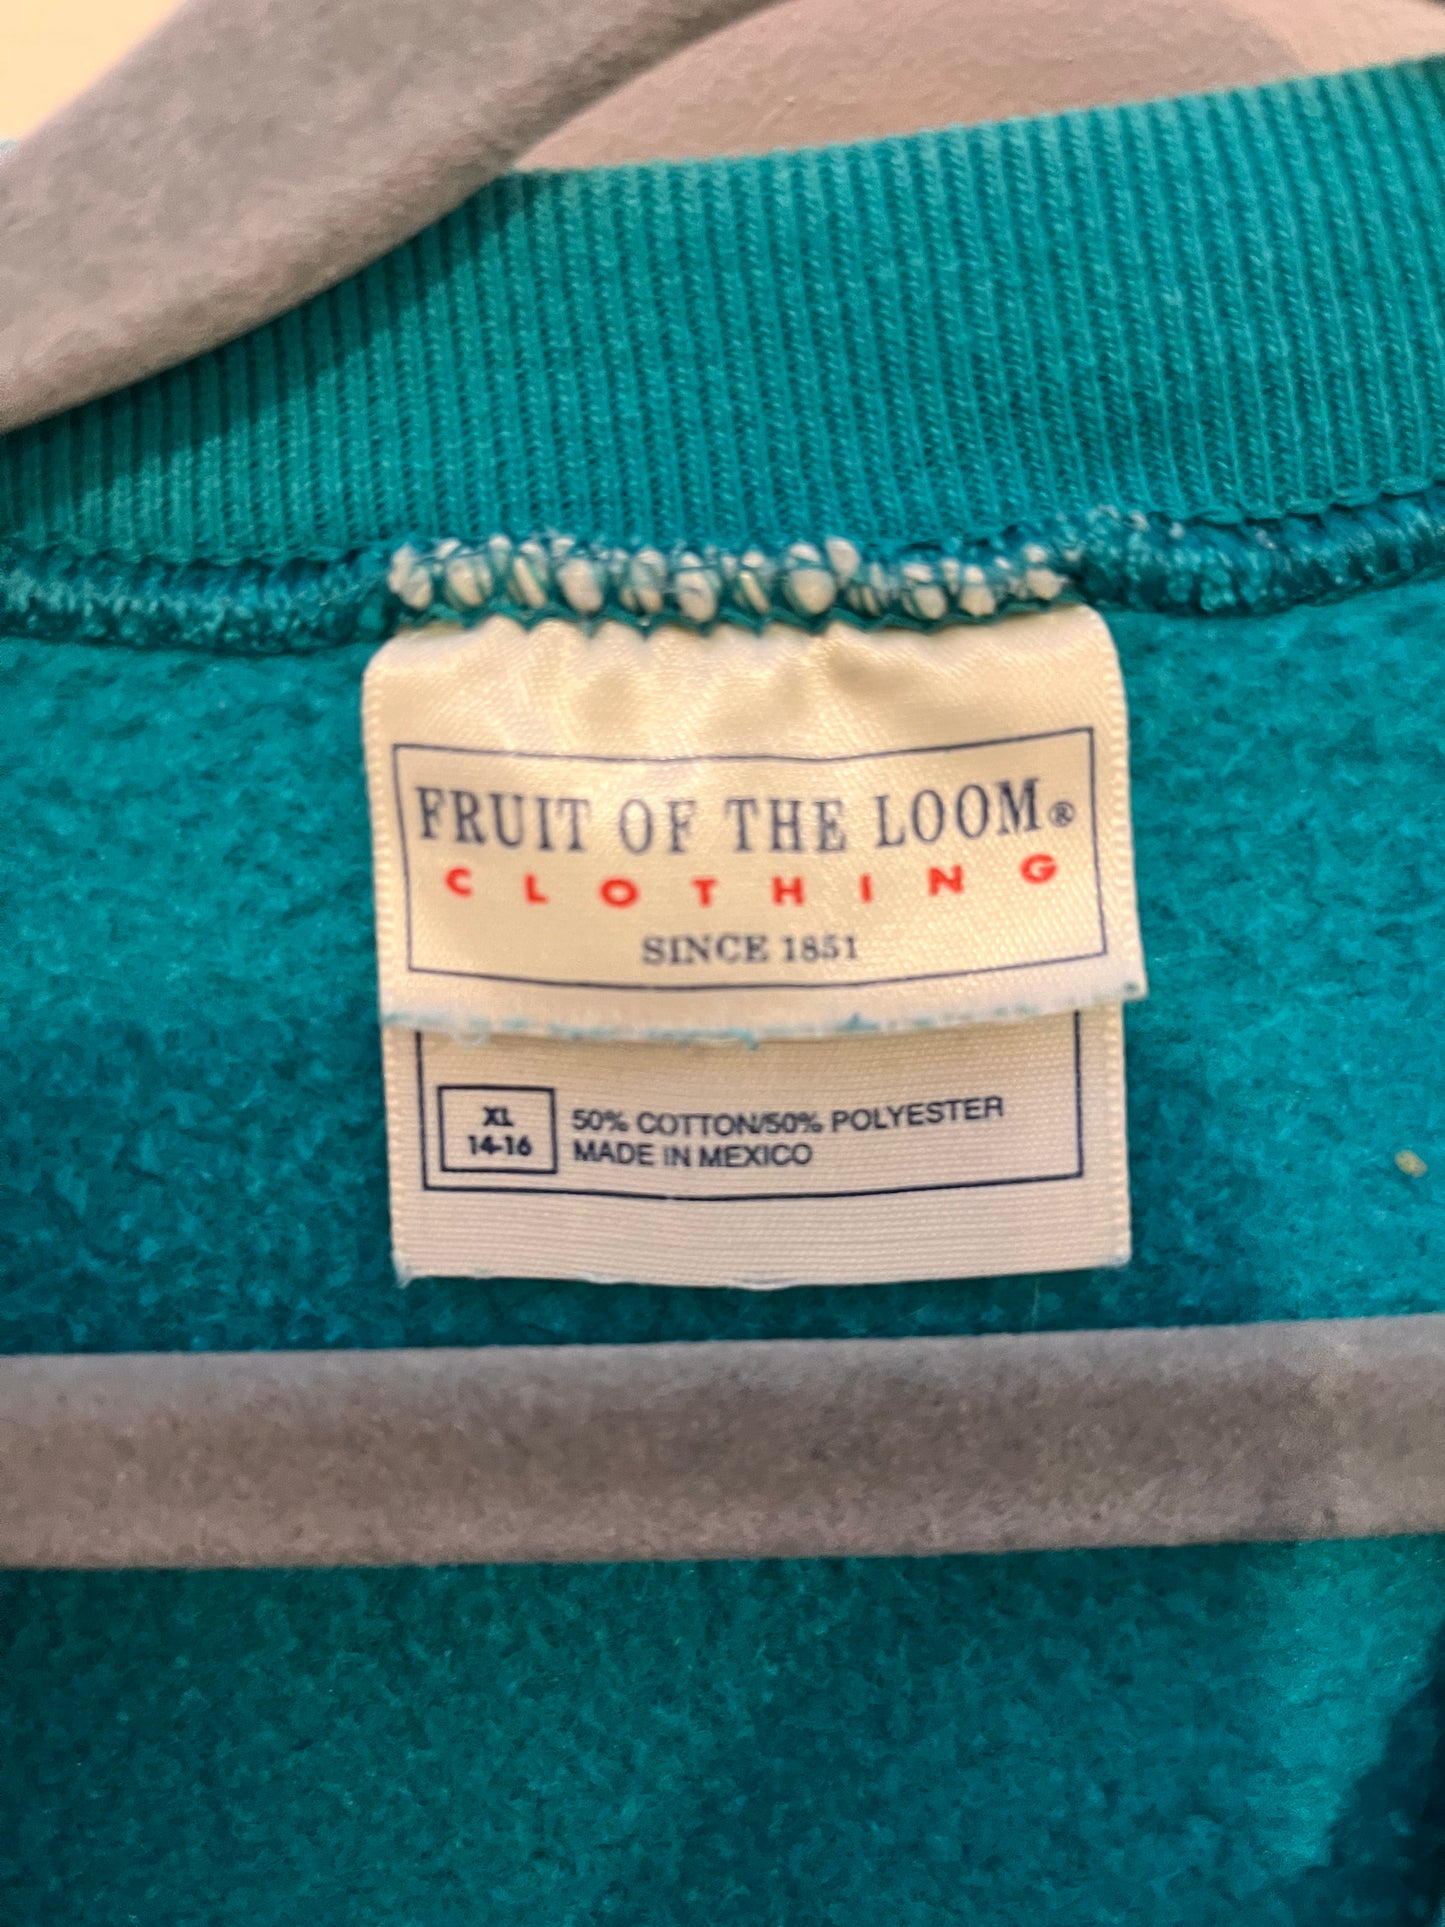 FRUIT OF THE LOOM®
CLOTHING
SINCE 1851
XL
14-16
50% COTTON/50% POLYESTER
MADE IN MEXICO